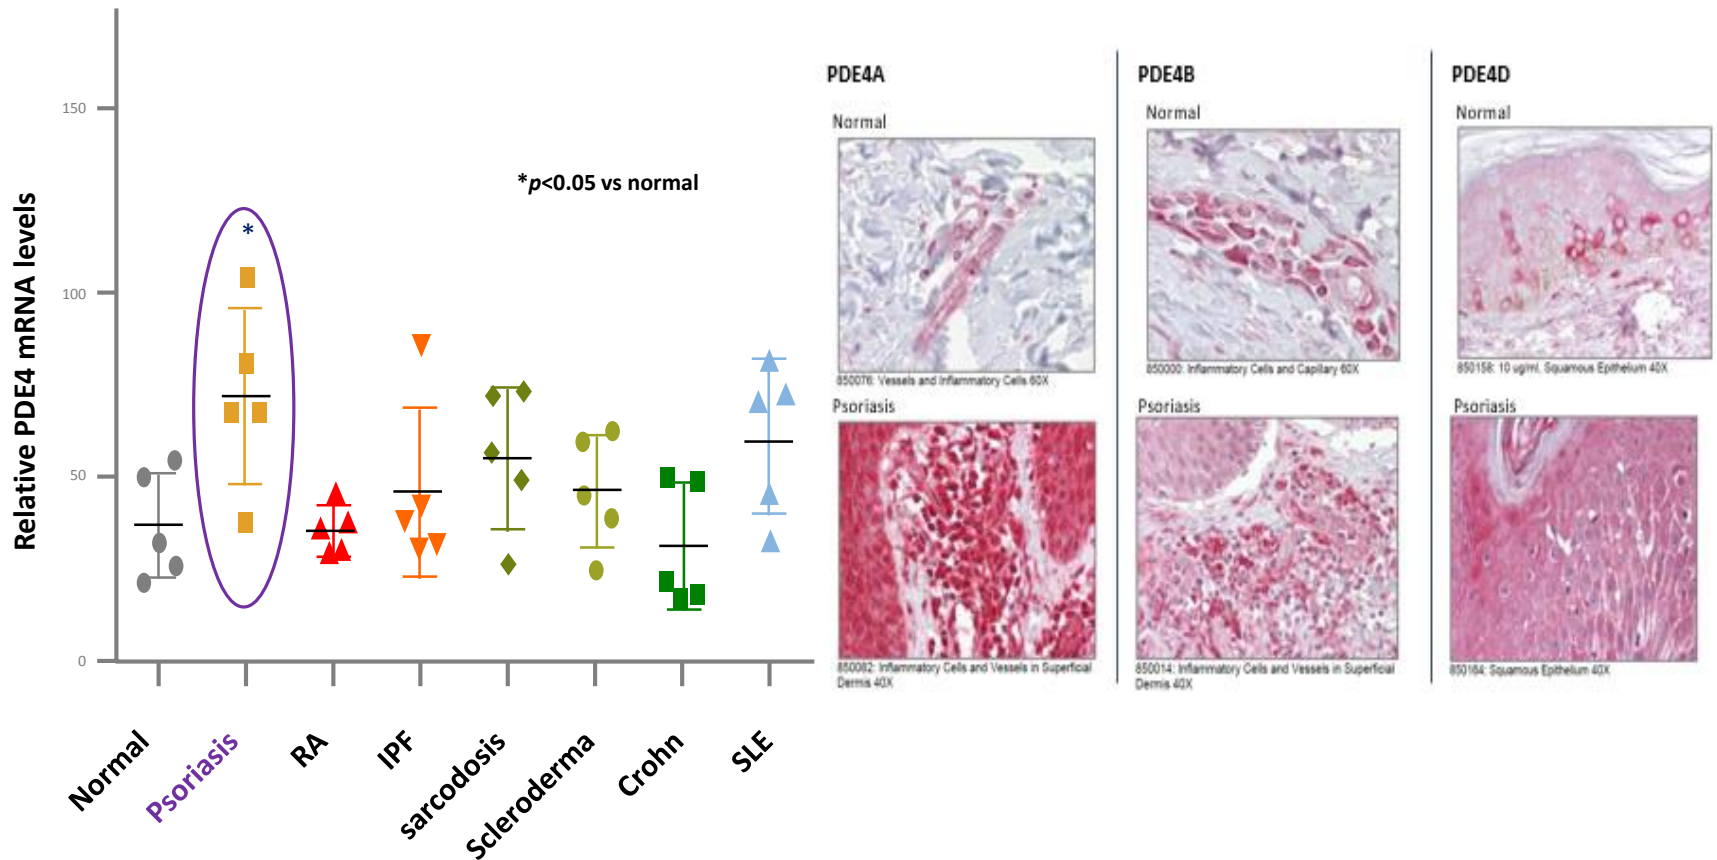 150
100
50
0
Relative PDE4 mRNA levels
*
*p<0.05 vs normal
Normal
Psoriasis
RA
IPF
sarcodosis
Scleroderma
Crohn
SLE
PDE4A
Normal
850076: Vessels and Inflammatory Cells 60X
Psoriasis
850082: Inflammatory Cells and Vessels in Superficial
Dermis 40X
PDE4B
Normal
850000: Inflammatory Cells and Capillary 60X
Psoriasis
850014: Inflammatory Cells and Vessels in Superficial
Dermis 40X
PDE4D
Normal
850158: 10 ug/ml, Squamous Epithelium 40X
Psoriasis
850164: Squamous Epithelium 40X